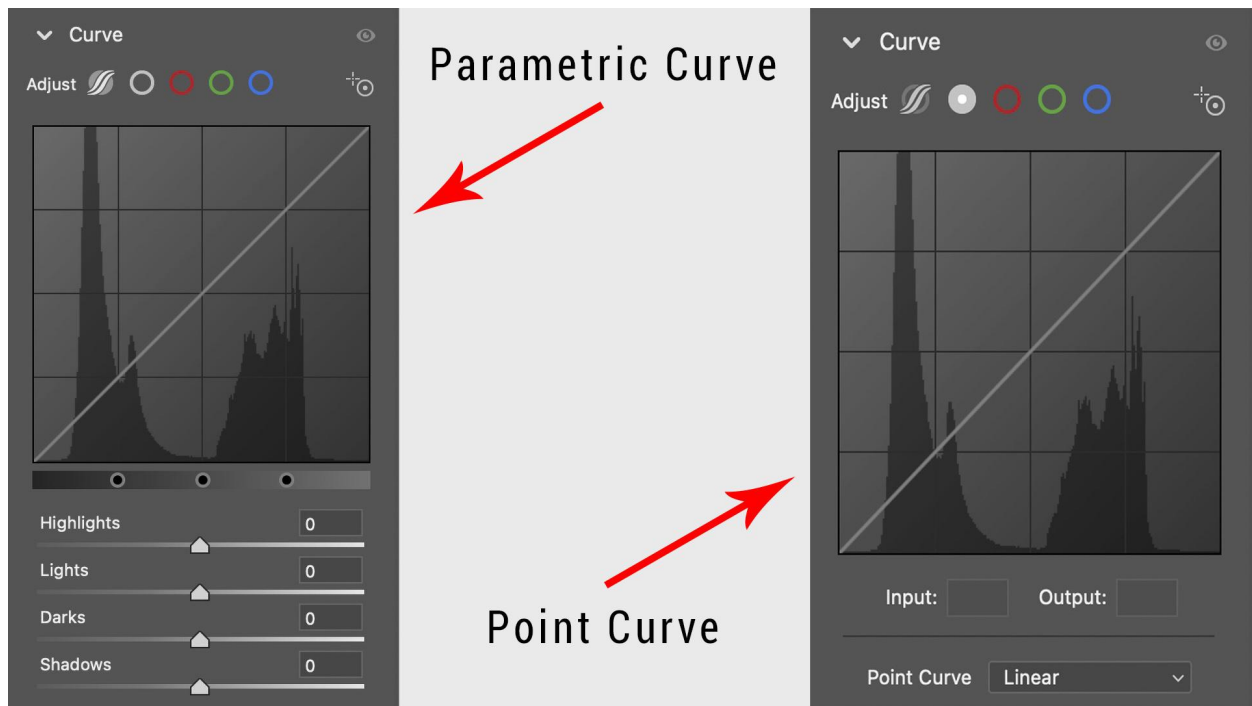 Curve
Adjust
Highlights 0
Lights 0
Darks 0
Shadows 0
Parametric Curve
Point Curve
Curve
Adjust
Input: Output:
Point Curve Linear